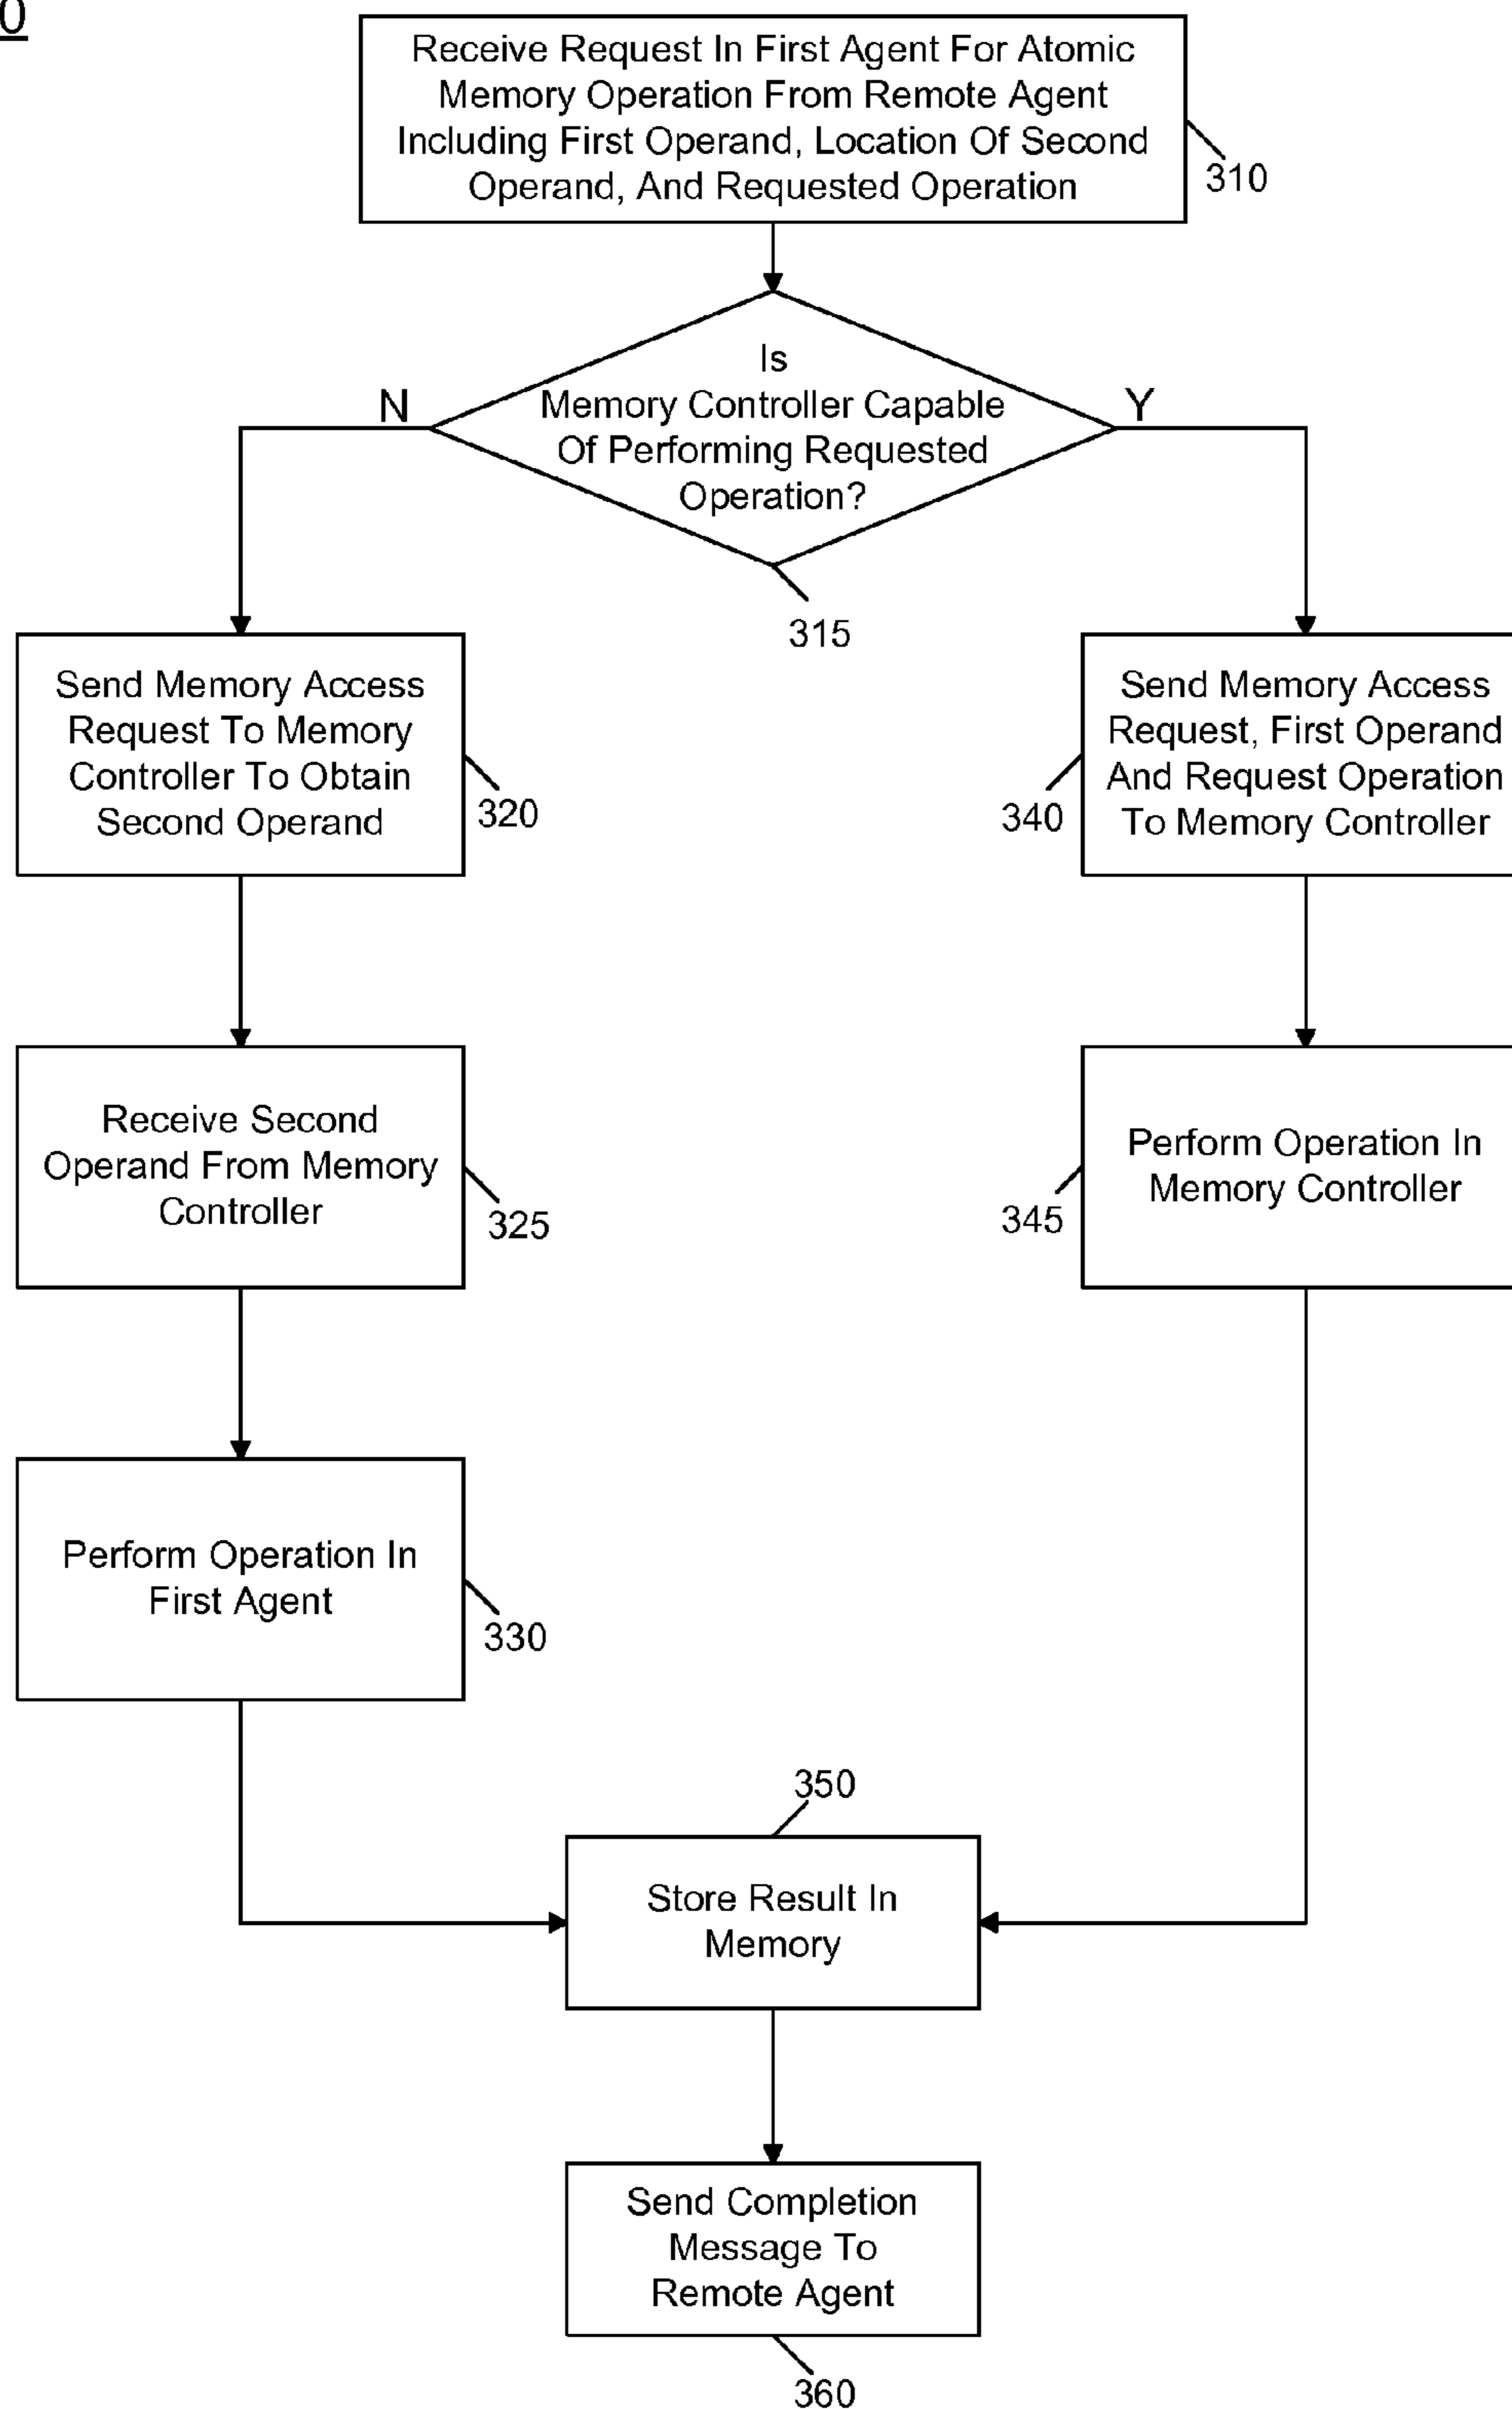 0
Receive Request In First Agent For Atomic
Memory Operation From Remote Agent
Including First Operand, Location Of Second
Operand, And Requested Operation
310
Is
Memory Controller Capable
Of Performing Requested
Operation?
N
Y
315
Send Memory Access
Request To Memory
Controller To Obtain
Second Operand
320
Send Memory Access
Request, First Operand
And Request Operation
To Memory Controller
340
Receive Second
Operand From Memory
Controller
325
Perform Operation In
Memory Controller
345
Perform Operation In
First Agent
330
350
Store Result In
Memory
Send Completion
Message To
Remote Agent
360